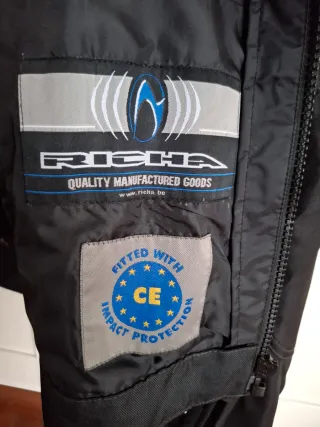 RICHA
QUALITY MANUFACTURED GOODS
www.richa.be
FITTED WITH
CE
IMPACT PROTECTION